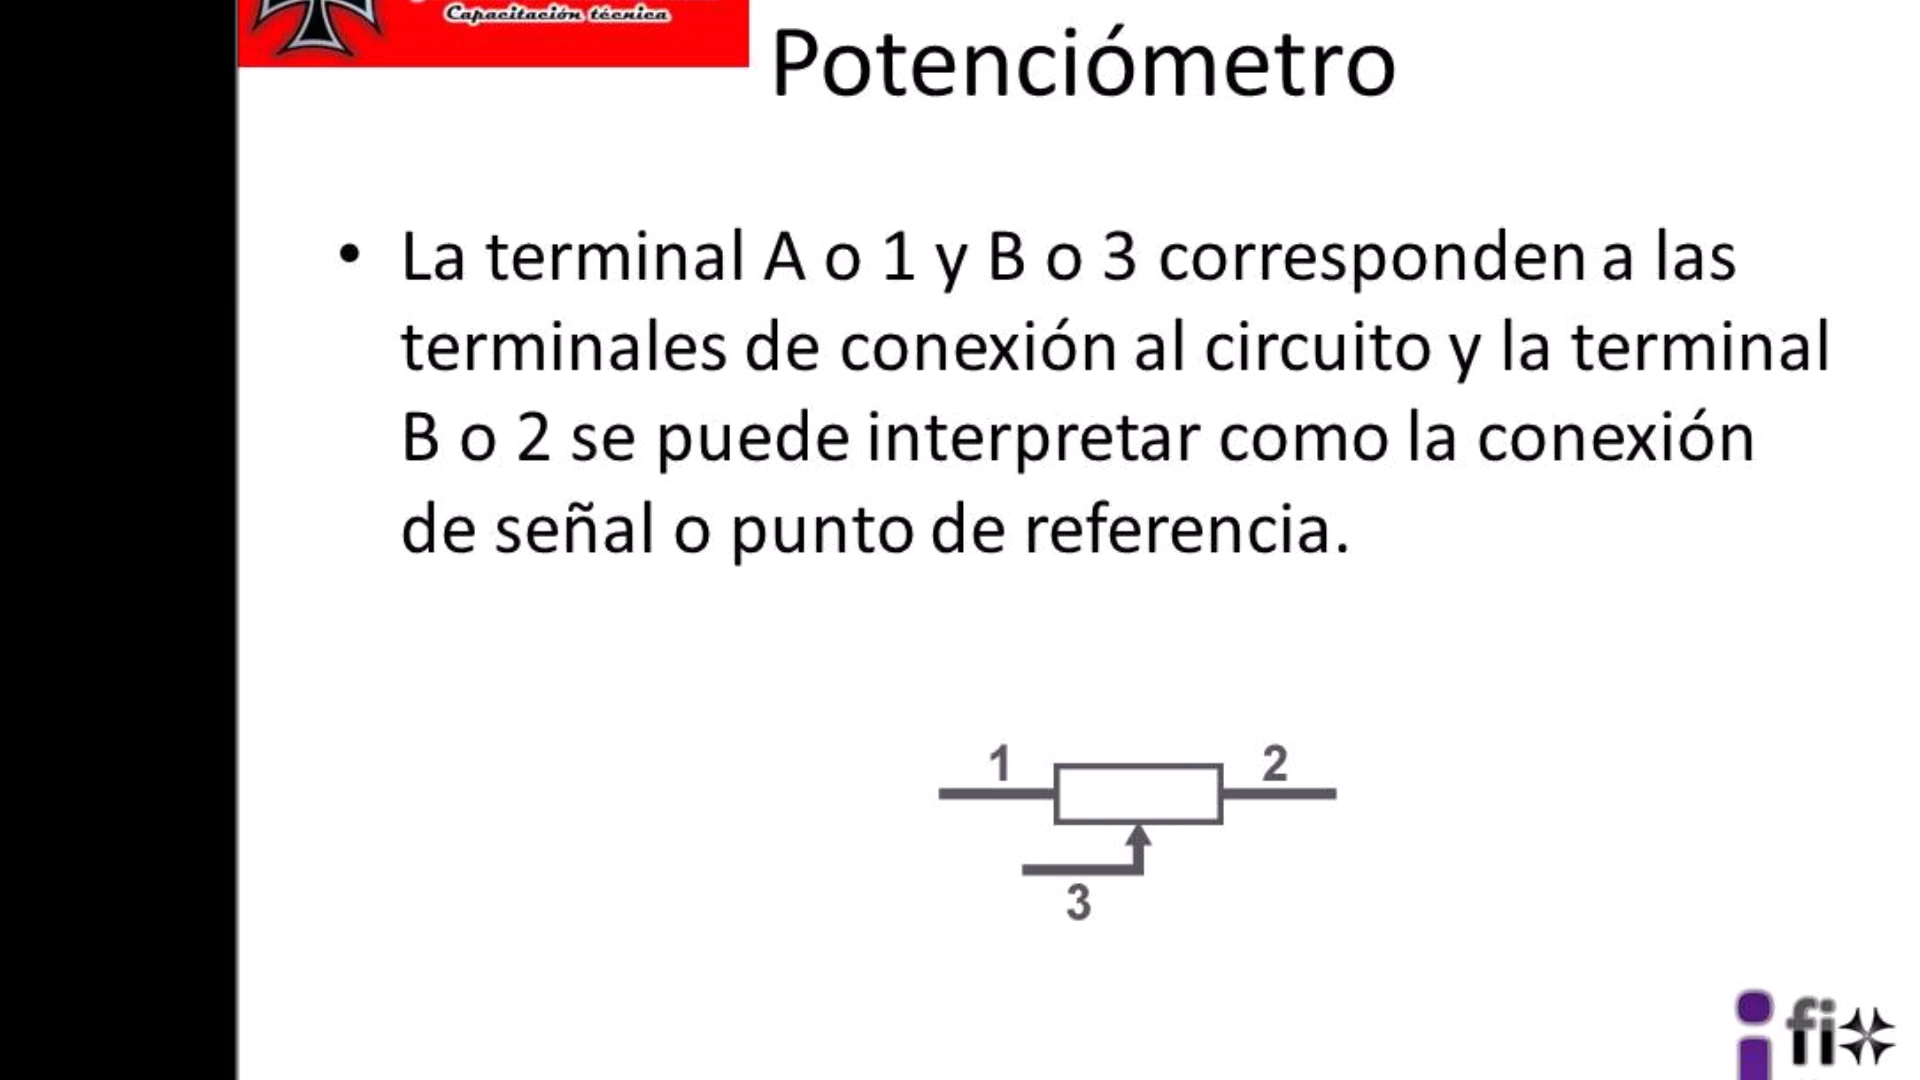 Capacitación técnica
Potenciómetro
• La terminal A o 1 y B o 3 corresponden a las
terminales de conexión al circuito y la terminal
B o 2 se puede interpretar como la conexión
de señal o punto de referencia.
1
2
3
fi